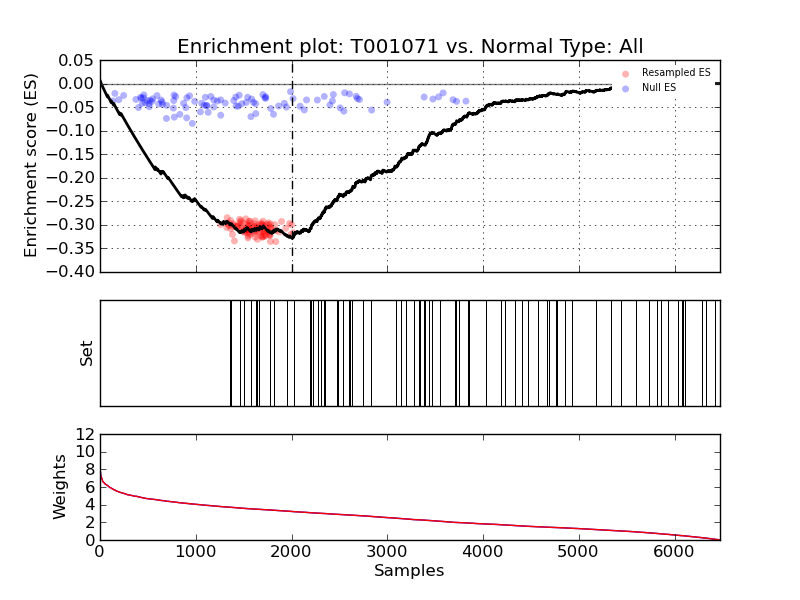 Enrichment plot: T001071 vs. Normal Type: All
Enrichment score (ES)
0.05
0.00
−0.05
−0.10
−0.15
−0.20
−0.25
−0.30
−0.35
−0.40
Resampled ES
Null ES
Set
Weights
12
10
8
6
4
2
0
0 1000 2000 3000 4000 5000 6000
Samples